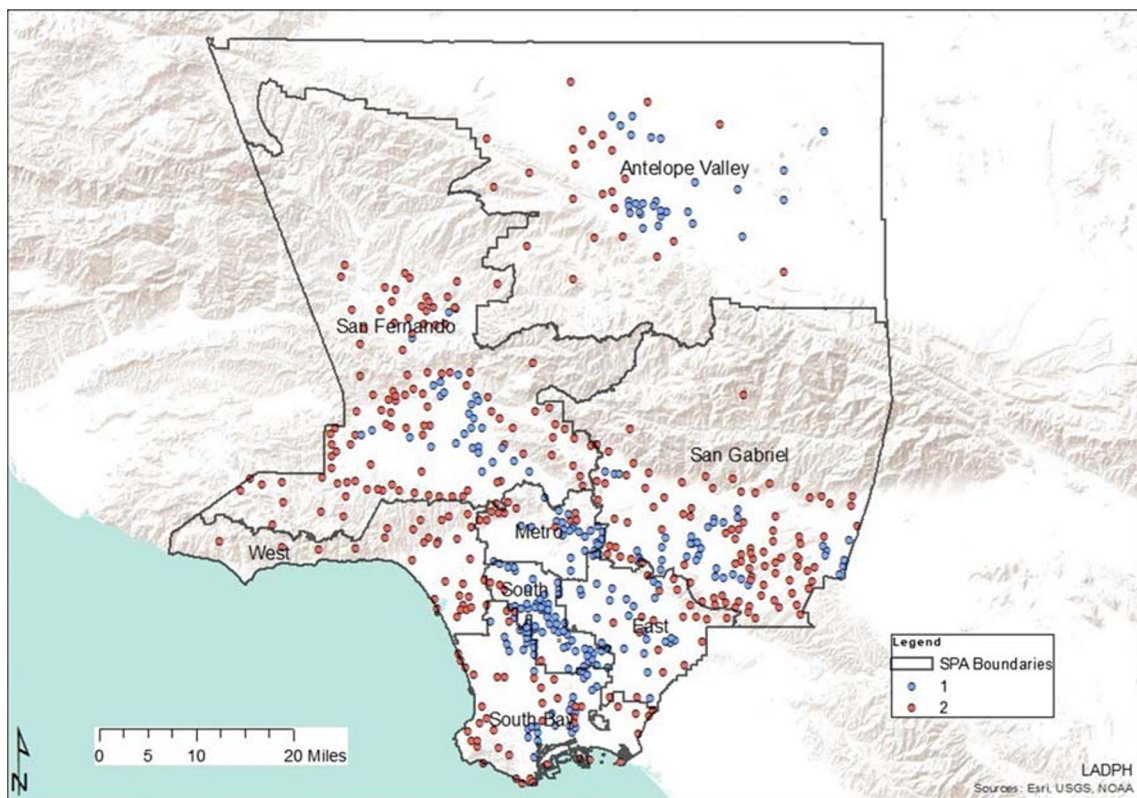 Antelope Valley
San Fernando
San Gabriel
Metro
West
South
East
South Bay
Legend
SPA Boundaries
1
2
0 5 10 20 Miles
N
LADPH
Sources: Esri, USGS, NOAA